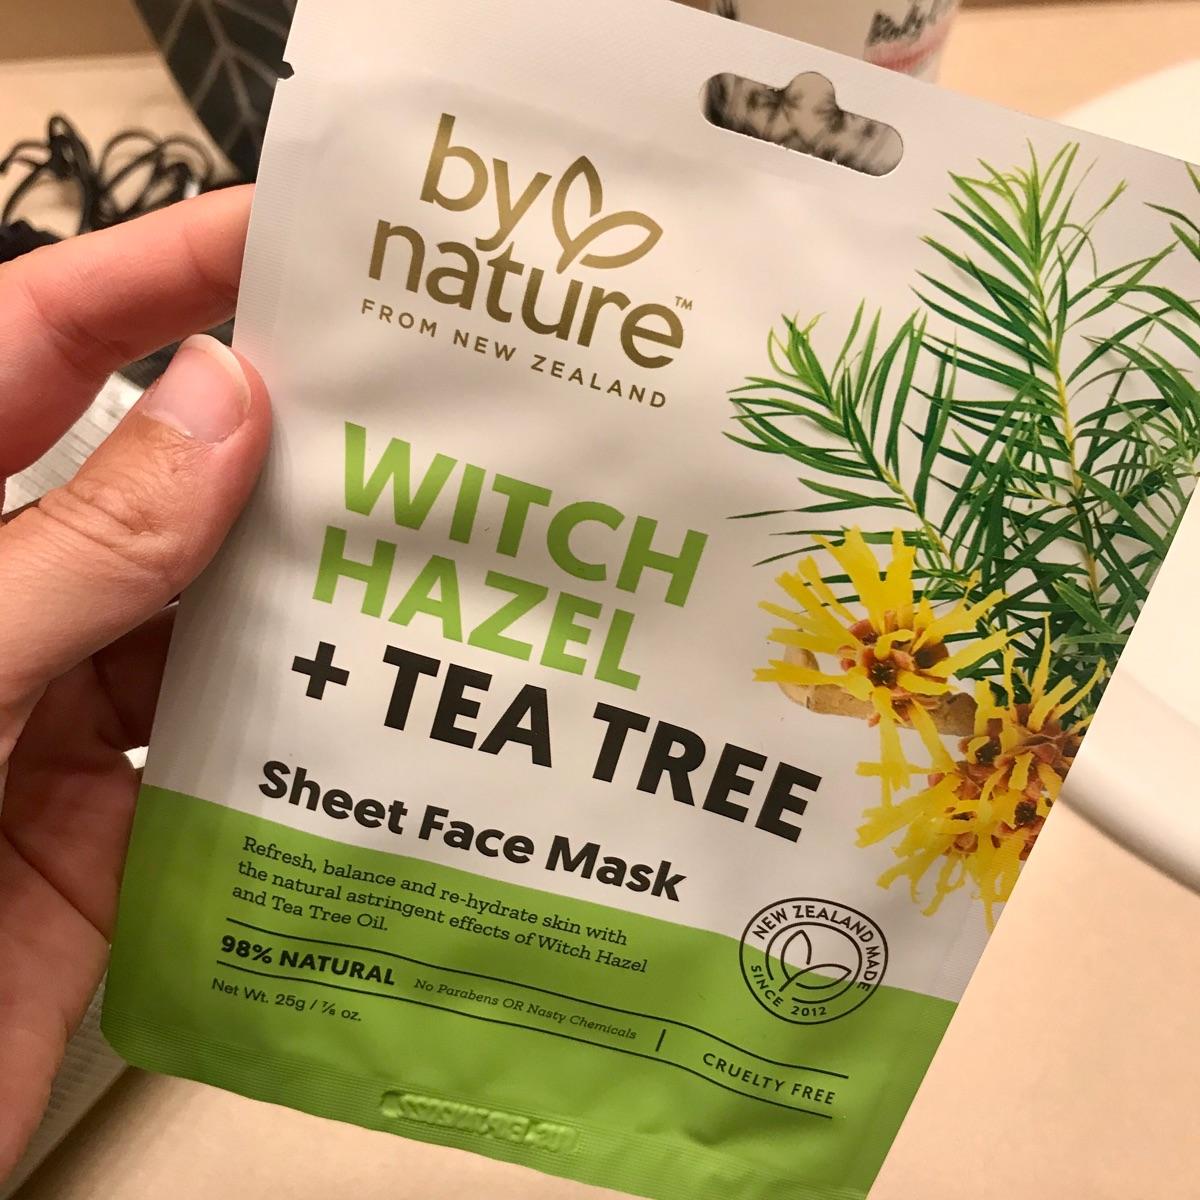 by
nature™
FROM NEW ZEALAND
WITCH
HAZEL
+ TEA TREE
Sheet Face Mask
Refresh, balance and re-hydrate skin with
the natural astringent effects of Witch Hazel
and Tea Tree Oil.
98% NATURAL No Parabens OR Nasty Chemicals | CRUELTY FREE
Net Wt. 25g / ⅞ oz.
NEW ZEALAND MADE
SINCE 2012